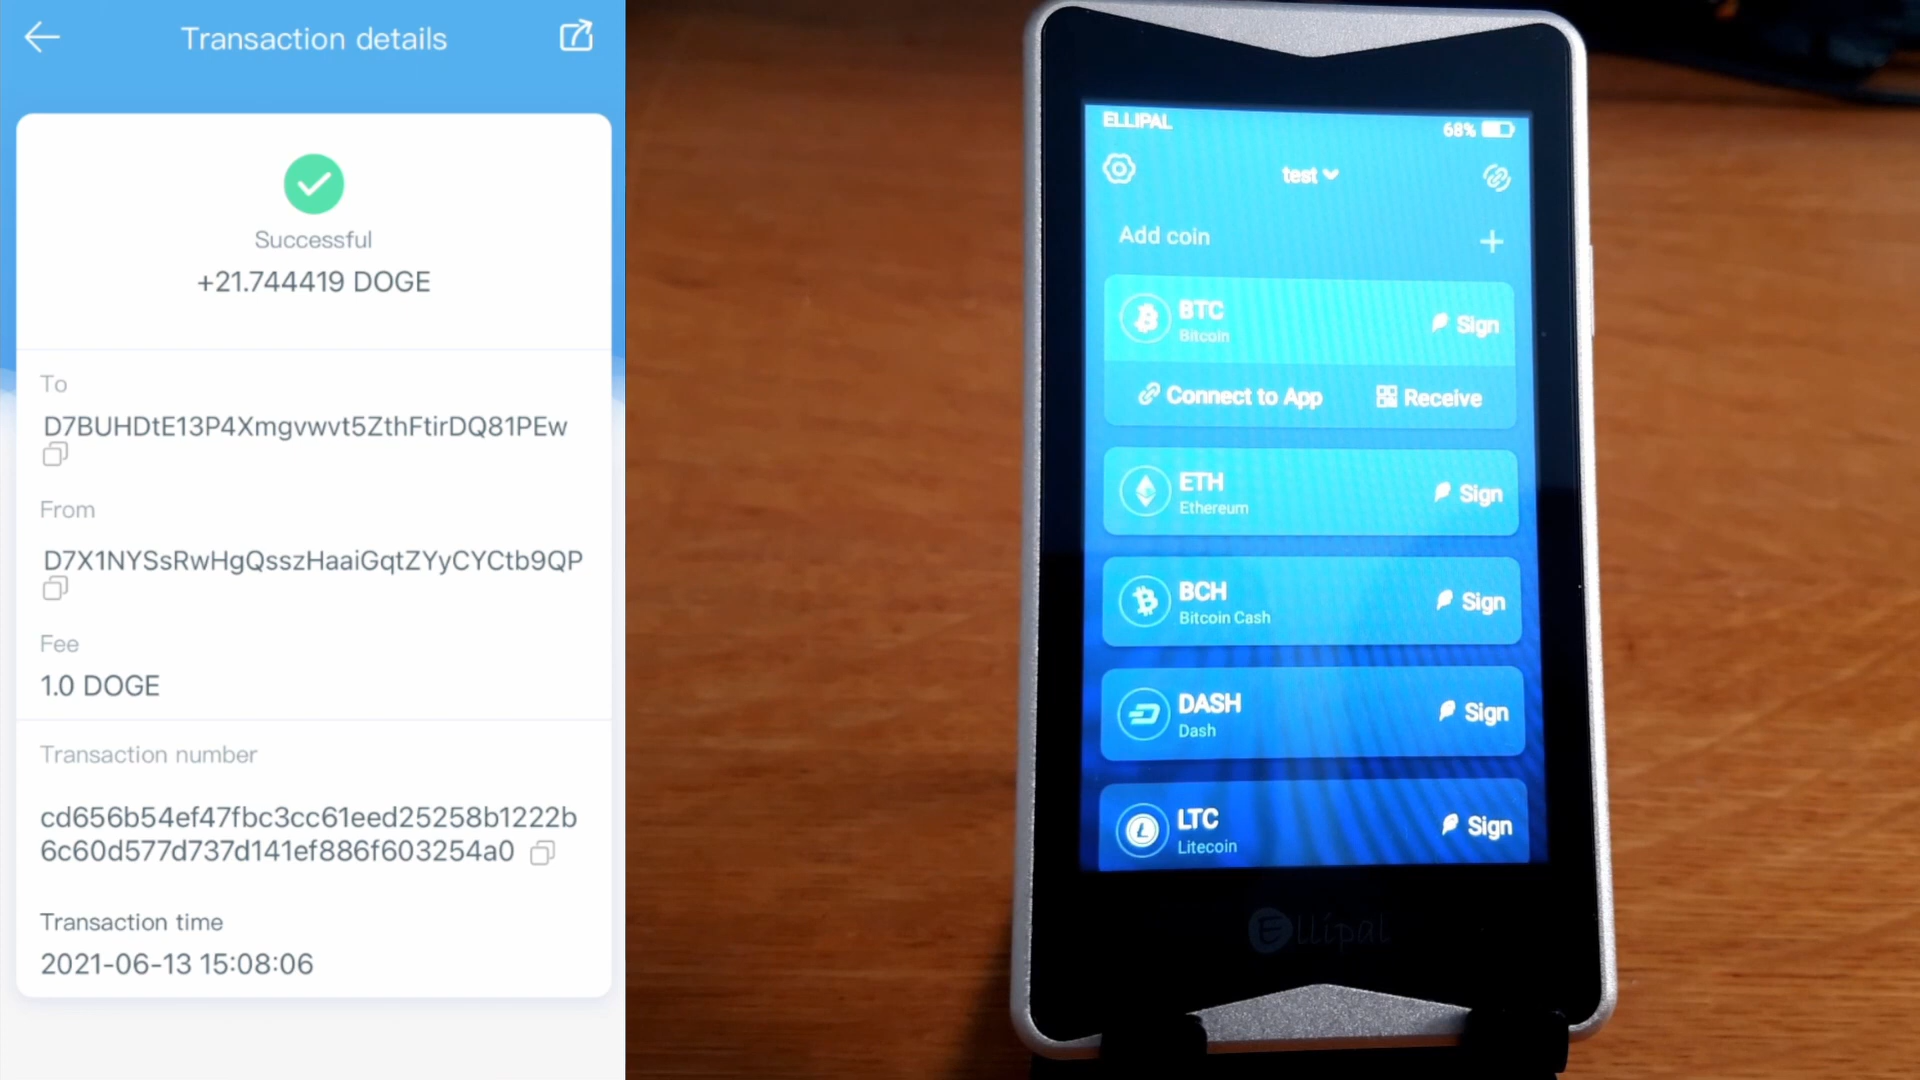 Transaction details
Successful
+21.744419 DOGE
To
D7BUHDtE13P4Xmgvwvt5ZthFtirDQ81PEw
From
D7X1NYSsRwHgQsszHaaiGqtZYyCYCtb9QP
Fee
1.0 DOGE
Transaction number
cd656b54ef47fbc3cc61eed25258b1222b
6c60d577d737d141ef886f603254a0
Transaction time
2021-06-13 15:08:06
ELLIPAL
68%
test
Add coin
BTC
Bitcoin
Sign
Connect to App
Receive
ETH
Ethereum
Sign
BCH
Bitcoin Cash
Sign
DASH
Dash
Sign
LTC
Litecoin
Sign
Ellipal